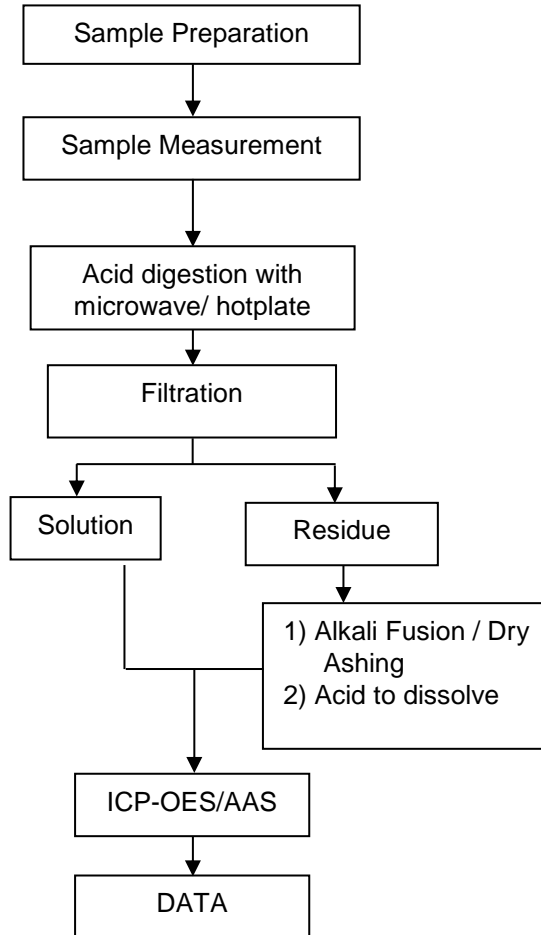 Sample Preparation
Sample Measurement
Acid digestion with
microwave/ hotplate
Filtration
Solution
Residue
1) Alkali Fusion / Dry
Ashing
2) Acid to dissolve
ICP-OES/AAS
DATA